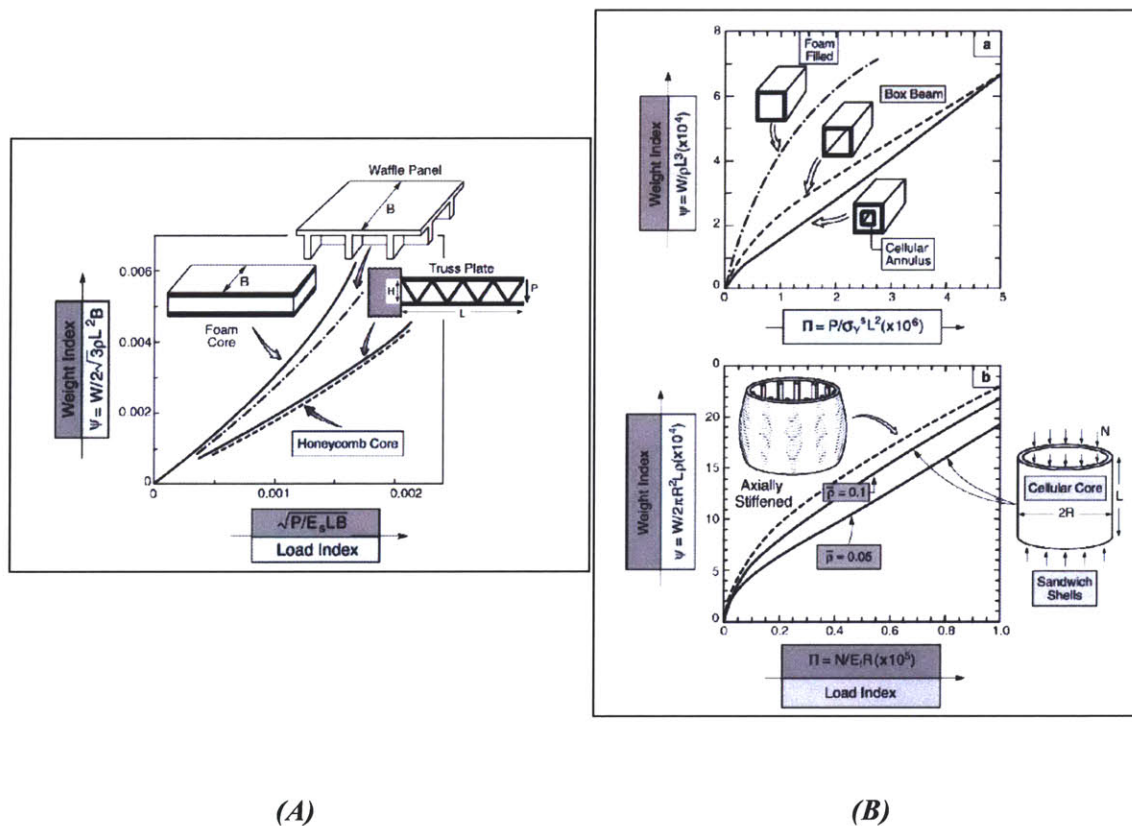 Waffle Panel
B
B
Truss Plate
H
P
L
Foam
Core
Honeycomb Core
0.006
0.004
0.002
0
0
0.001
0.002
Weight Index
ψ = W/2√3ρL²B
√P/EₛLB
Load Index
(A)
a
Foam
Filled
Box Beam
Cellular
Annulus
8
6
4
2
0
0
1
2
3
4
5
Weight Index
ψ = W/ρL³(x10⁴)
Π = P/σᵧˢL²(x10⁶)
b
0
20
15
10
5
0
0
0.2
0.4
0.6
0.8
1.0
Weight Index
ψ = W/2πR²Lρ(x10⁴)
Axially
Stiffened
ρ̄ = 0.1
ρ̄ = 0.05
N
Cellular Core
2R
L
Sandwich
Shells
Π = N/EfR(x10⁵)
Load Index
(B)